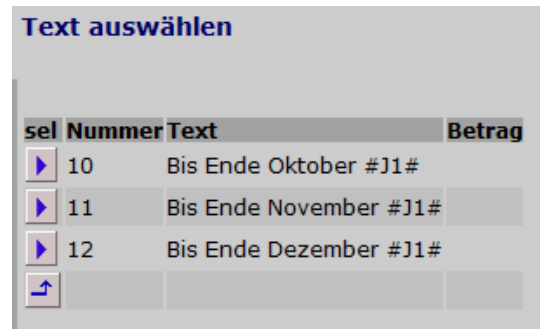 Text auswählen
sel Nummer Text Betrag
10 Bis Ende Oktober #J1#
11 Bis Ende November #J1#
12 Bis Ende Dezember #J1#